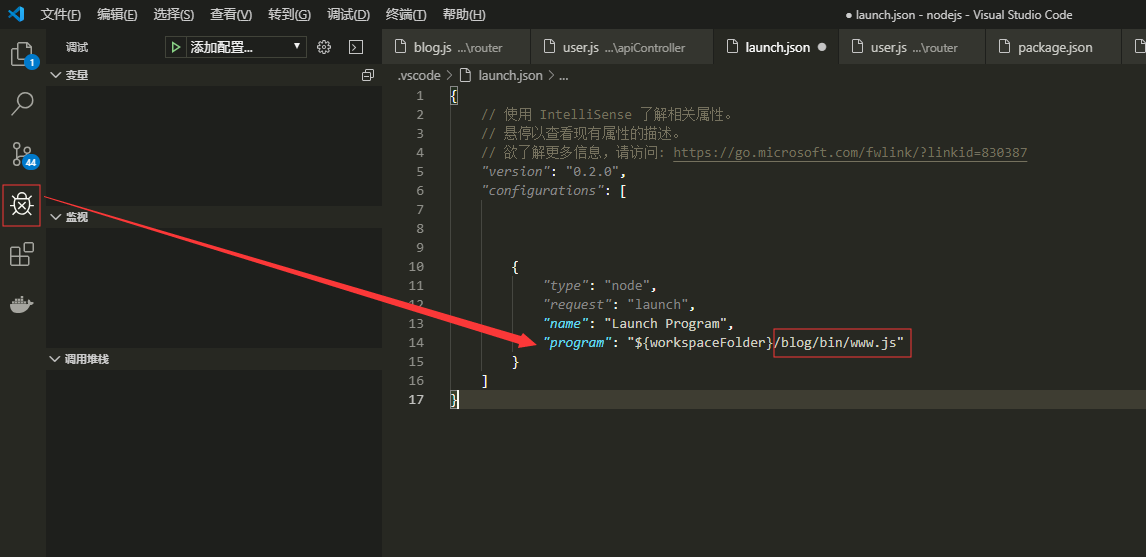 文件(F) 编辑(E) 选择(S) 查看(V) 转到(G) 调试(D) 终端(T) 帮助(H) ● launch.json - nodejs - Visual Studio Code
调试 添加配置...
blog.js ...\router user.js ...\apiController launch.json ● user.js ...\router package.json
.vscode > launch.json > ...
1
44
变量
监视
调用堆栈
1 {
2 // 使用 IntelliSense 了解相关属性。
3 // 悬停以查看现有属性的描述。
4 // 欲了解更多信息，请访问: https://go.microsoft.com/fwlink/?linkid=830387
5 "version": "0.2.0",
6 "configurations": [
7
8
9
10 {
11 "type": "node",
12 "request": "launch",
13 "name": "Launch Program",
14 "program": "${workspaceFolder}/blog/bin/www.js"
15 }
16 ]
17 }